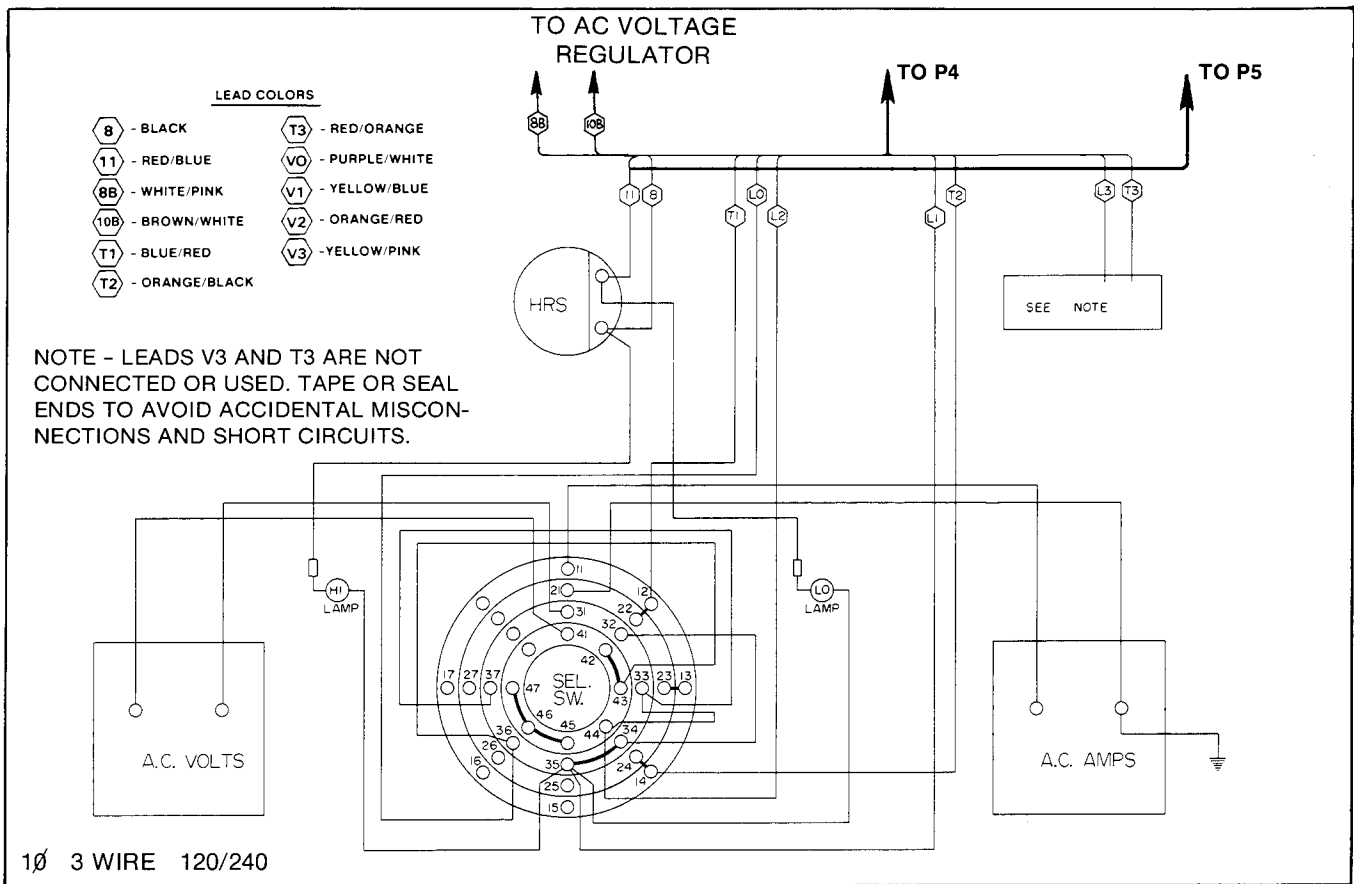 TO AC VOLTAGE
REGULATOR
TO P4
TO P5
LEAD COLORS
8 - BLACK
11 - RED/BLUE
8B - WHITE/PINK
10B - BROWN/WHITE
T1 - BLUE/RED
T2 - ORANGE/BLACK
T3 - RED/ORANGE
VO - PURPLE/WHITE
V1 - YELLOW/BLUE
V2 - ORANGE/RED
V3 -YELLOW/PINK
8B
10B
11
8
T1
LO
L2
L1
T2
L3
T3
HRS
SEE NOTE
NOTE - LEADS V3 AND T3 ARE NOT
CONNECTED OR USED. TAPE OR SEAL
ENDS TO AVOID ACCIDENTAL MISCON-
NECTIONS AND SHORT CIRCUITS.
HI
LAMP
LO
LAMP
11
21
31
41
12
22
32
42
17
27
37
47
SEL.
SW.
43
33
23
13
46
45
44
34
36
26
16
35
25
15
24
14
A.C. VOLTS
A.C. AMPS
1Ø 3 WIRE 120/240